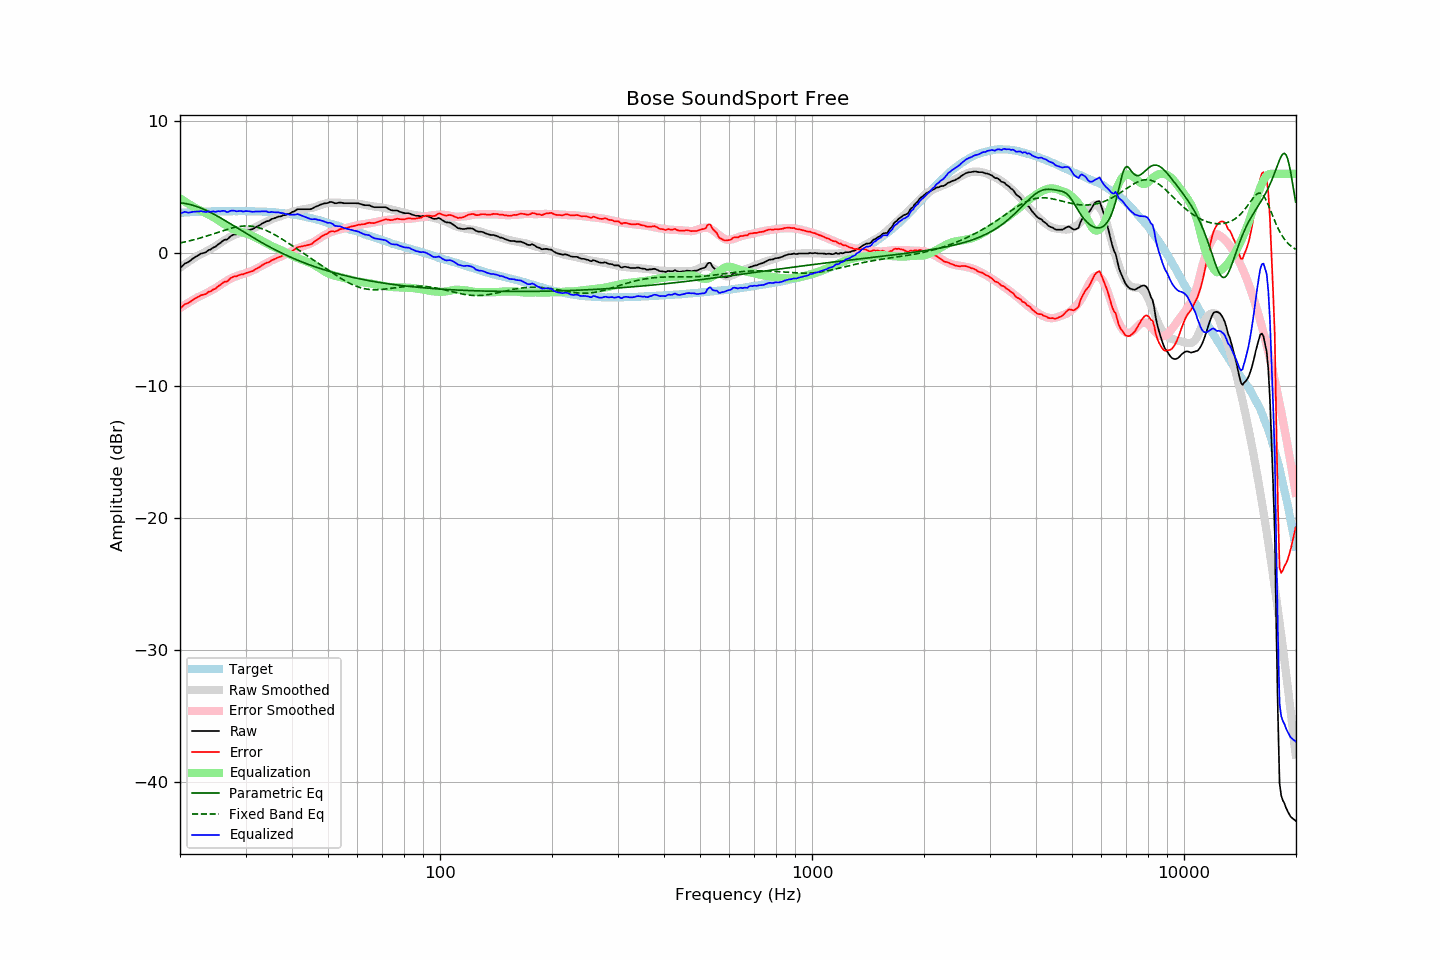 Bose SoundSport Free
10
0
−10
−20
−30
−40
Amplitude (dBr)
Target
Raw Smoothed
Error Smoothed
Raw
Error
Equalization
Parametric Eq
Fixed Band Eq
Equalized
100
1000
10000
Frequency (Hz)